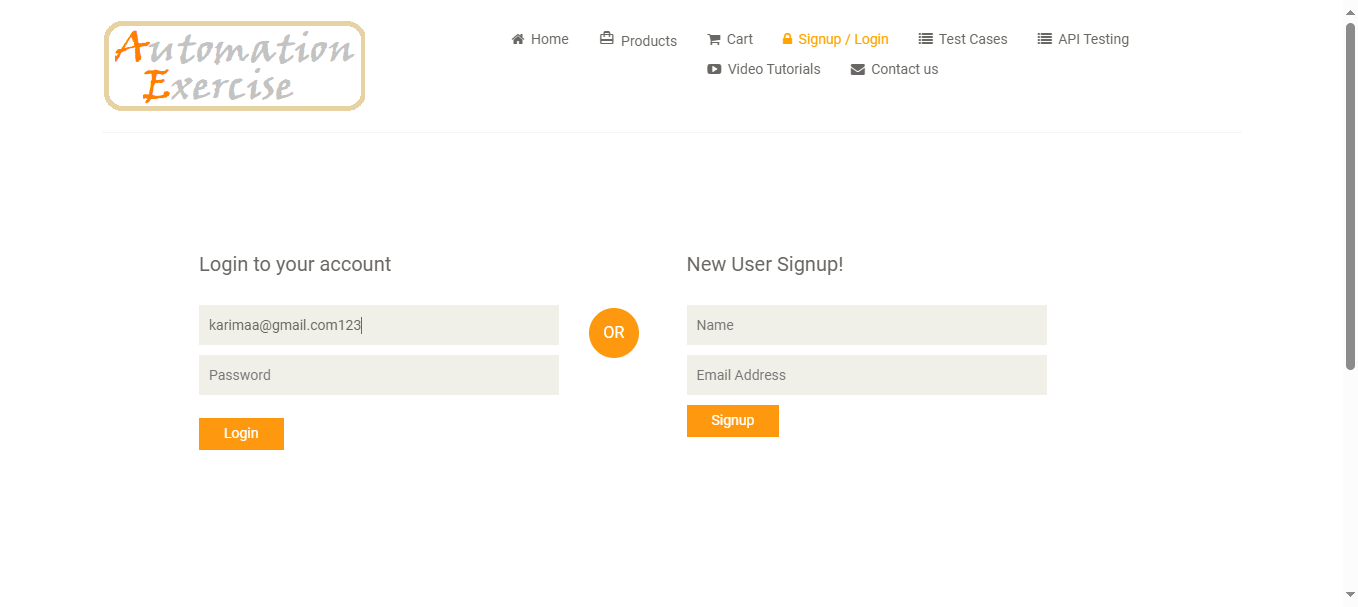 Automation
Exercise
Home Products Cart Signup / Login Test Cases API Testing
Video Tutorials Contact us
Login to your account
karimaa@gmail.com123
Password
Login
OR
New User Signup!
Name
Email Address
Signup